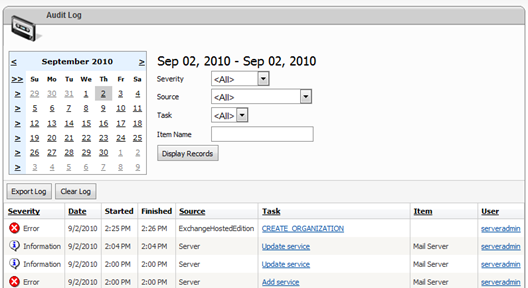 Audit Log
< September 2010 >
>> Su Mo Tu We Th Fr Sa
> 29 30 31 1 2 3 4
> 5 6 7 8 9 10 11
> 12 13 14 15 16 17 18
> 19 20 21 22 23 24 25
> 26 27 28 29 30 1 2
> 3 4 5 6 7 8 9
Sep 02, 2010 - Sep 02, 2010
Severity <All>
Source <All>
Task <All>
Item Name
Display Records
Export Log Clear Log
Severity Date Started Finished Source Task Item User
Error 9/2/2010 2:25 PM 2:26 PM ExchangeHostedEdition CREATE_ORGANIZATION serveradmin
Information 9/2/2010 2:04 PM 2:04 PM Server Update service Mail Server serveradmin
Information 9/2/2010 2:00 PM 2:00 PM Server Update service Mail Server serveradmin
Error 9/2/2010 2:00 PM 2:00 PM Server Add service Mail Server serveradmin